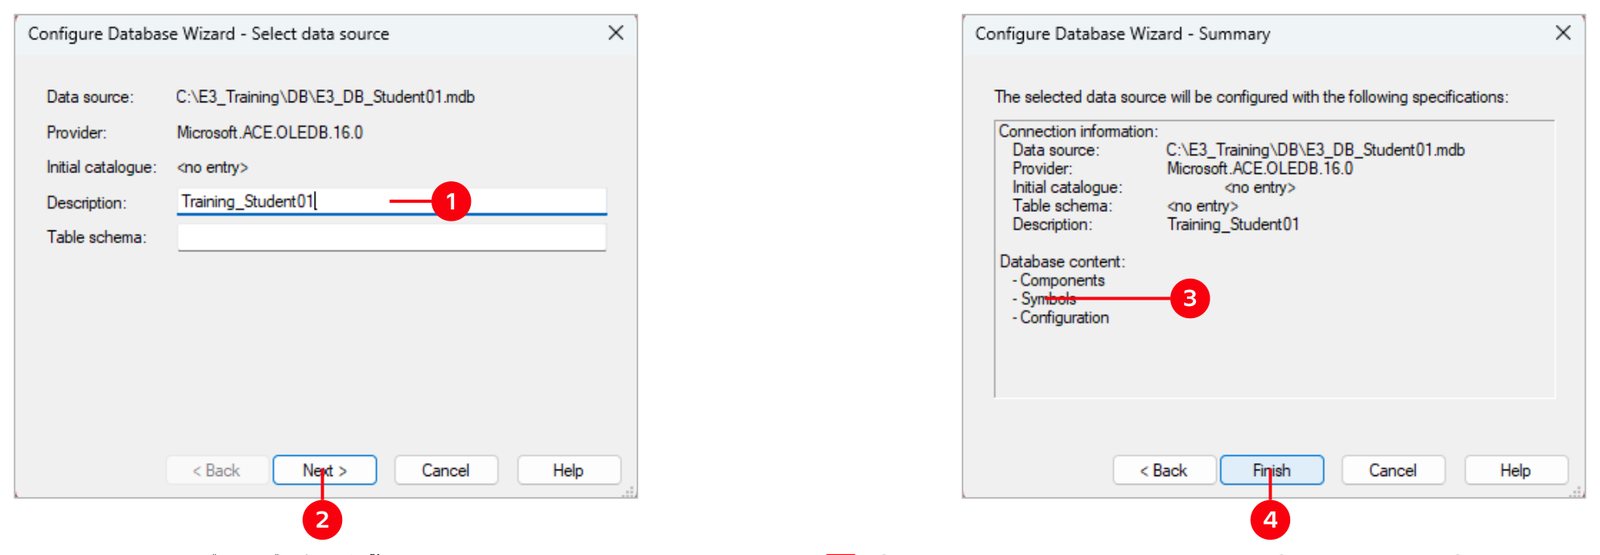 Configure Database Wizard - Select data source
Data source: C:\E3_Training\DB\E3_DB_Student01.mdb
Provider: Microsoft.ACE.OLEDB.16.0
Initial catalogue: <no entry>
Description: Training_Student01
1
Table schema:
< Back Next > Cancel Help
2
Configure Database Wizard - Summary
The selected data source will be configured with the following specifications:
Connection information:
Data source: C:\E3_Training\DB\E3_DB_Student01.mdb
Provider: Microsoft.ACE.OLEDB.16.0
Initial catalogue: <no entry>
Table schema: <no entry>
Description: Training_Student01
Database content:
- Components
- Symbols
3
- Configuration
< Back Finish Cancel Help
4